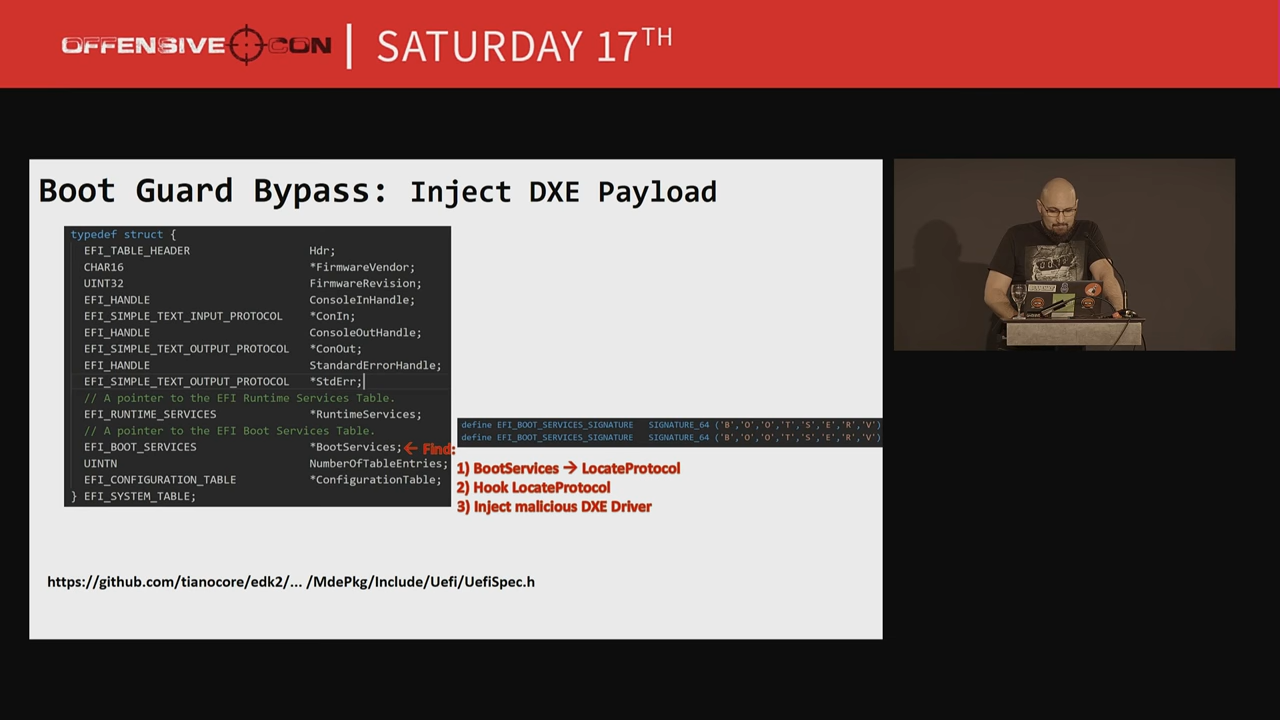 OFFENSIVE CON | SATURDAY 17TH
Boot Guard Bypass: Inject DXE Payload
typedef struct {
EFI_TABLE_HEADER Hdr;
CHAR16 *FirmwareVendor;
UINT32 FirmwareRevision;
EFI_HANDLE ConsoleInHandle;
EFI_SIMPLE_TEXT_INPUT_PROTOCOL *ConIn;
EFI_HANDLE ConsoleOutHandle;
EFI_SIMPLE_TEXT_OUTPUT_PROTOCOL *ConOut;
EFI_HANDLE StandardErrorHandle;
EFI_SIMPLE_TEXT_OUTPUT_PROTOCOL *StdErr;
// A pointer to the EFI Runtime Services Table.
EFI_RUNTIME_SERVICES *RuntimeServices;
// A pointer to the EFI Boot Services Table.
EFI_BOOT_SERVICES *BootServices; ← Find:
UINTN NumberOfTableEntries;
EFI_CONFIGURATION_TABLE *ConfigurationTable;
} EFI_SYSTEM_TABLE;
define EFI_BOOT_SERVICES_SIGNATURE SIGNATURE_64 ('B','O','O','T','S','E','R','V')
define EFI_BOOT_SERVICES_SIGNATURE SIGNATURE_64 ('B','O','O','T','S','E','R','V')
1) BootServices → LocateProtocol
2) Hook LocateProtocol
3) Inject malicious DXE Driver
https://github.com/tianocore/edk2/... /MdePkg/Include/Uefi/UefiSpec.h